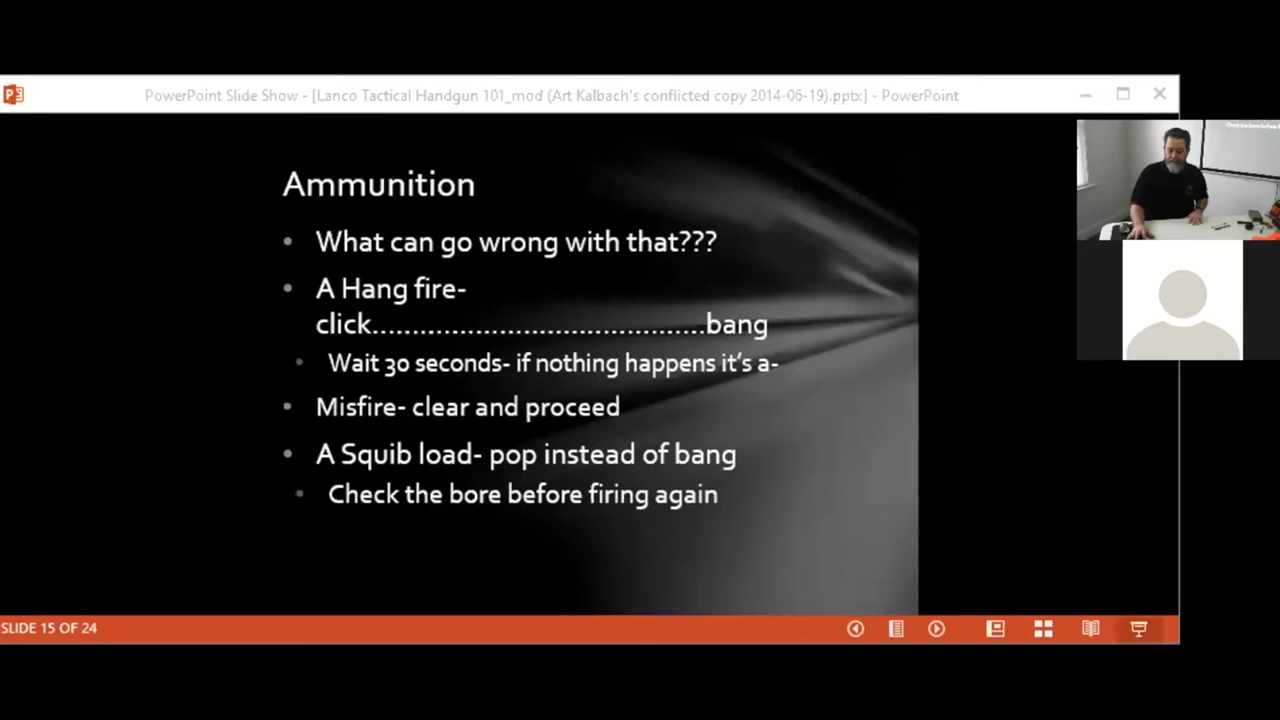 PowerPoint Slide Show - [Lanco Tactical Handgun 101_mod (Art Kalbach's conflicted copy 2014-06-19).pptx] - PowerPoint
Ammunition
What can go wrong with that???
A Hang fire-
click.......................................bang
Wait 30 seconds- if nothing happens it's a-
Misfire- clear and proceed
A Squib load- pop instead of bang
Check the bore before firing again
SLIDE 15 OF 24